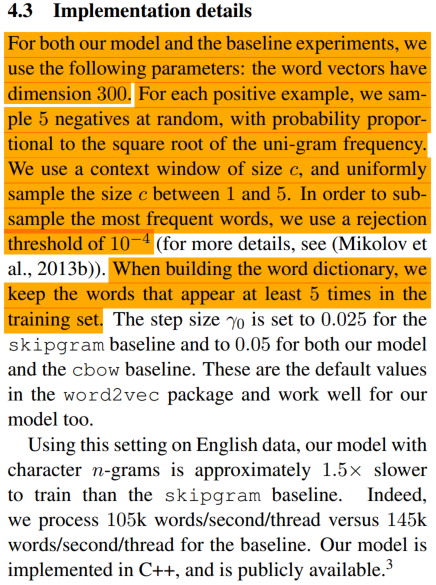 4.3 Implementation details
For both our model and the baseline experiments, we
use the following parameters: the word vectors have
dimension 300. For each positive example, we sam-
ple 5 negatives at random, with probability propor-
tional to the square root of the uni-gram frequency.
We use a context window of size c, and uniformly
sample the size c between 1 and 5. In order to sub-
sample the most frequent words, we use a rejection
threshold of 10⁻⁴ (for more details, see (Mikolov et
al., 2013b)). When building the word dictionary, we
keep the words that appear at least 5 times in the
training set. The step size γ₀ is set to 0.025 for the
skipgram baseline and to 0.05 for both our model
and the cbow baseline. These are the default values
in the word2vec package and work well for our
model too.
Using this setting on English data, our model with
character n-grams is approximately 1.5× slower
to train than the skipgram baseline. Indeed,
we process 105k words/second/thread versus 145k
words/second/thread for the baseline. Our model is
implemented in C++, and is publicly available.³